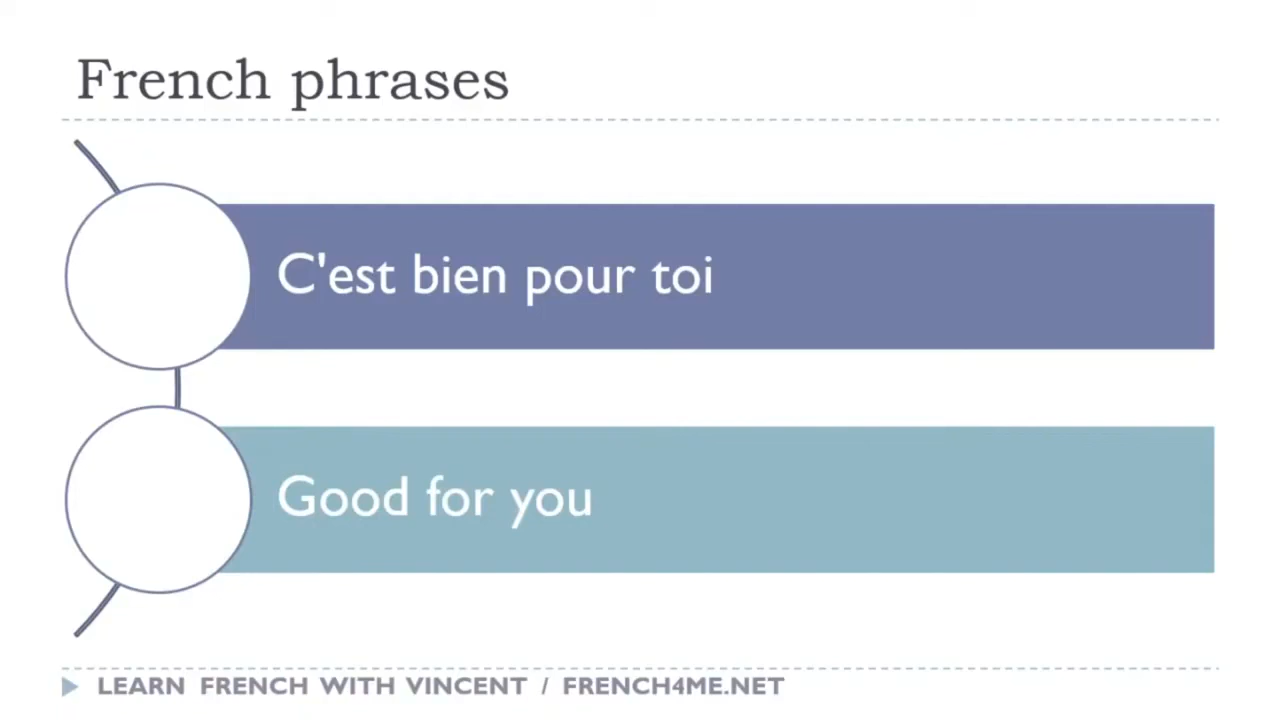 French phrases
C'est bien pour toi
Good for you
LEARN FRENCH WITH VINCENT / FRENCH4ME.NET